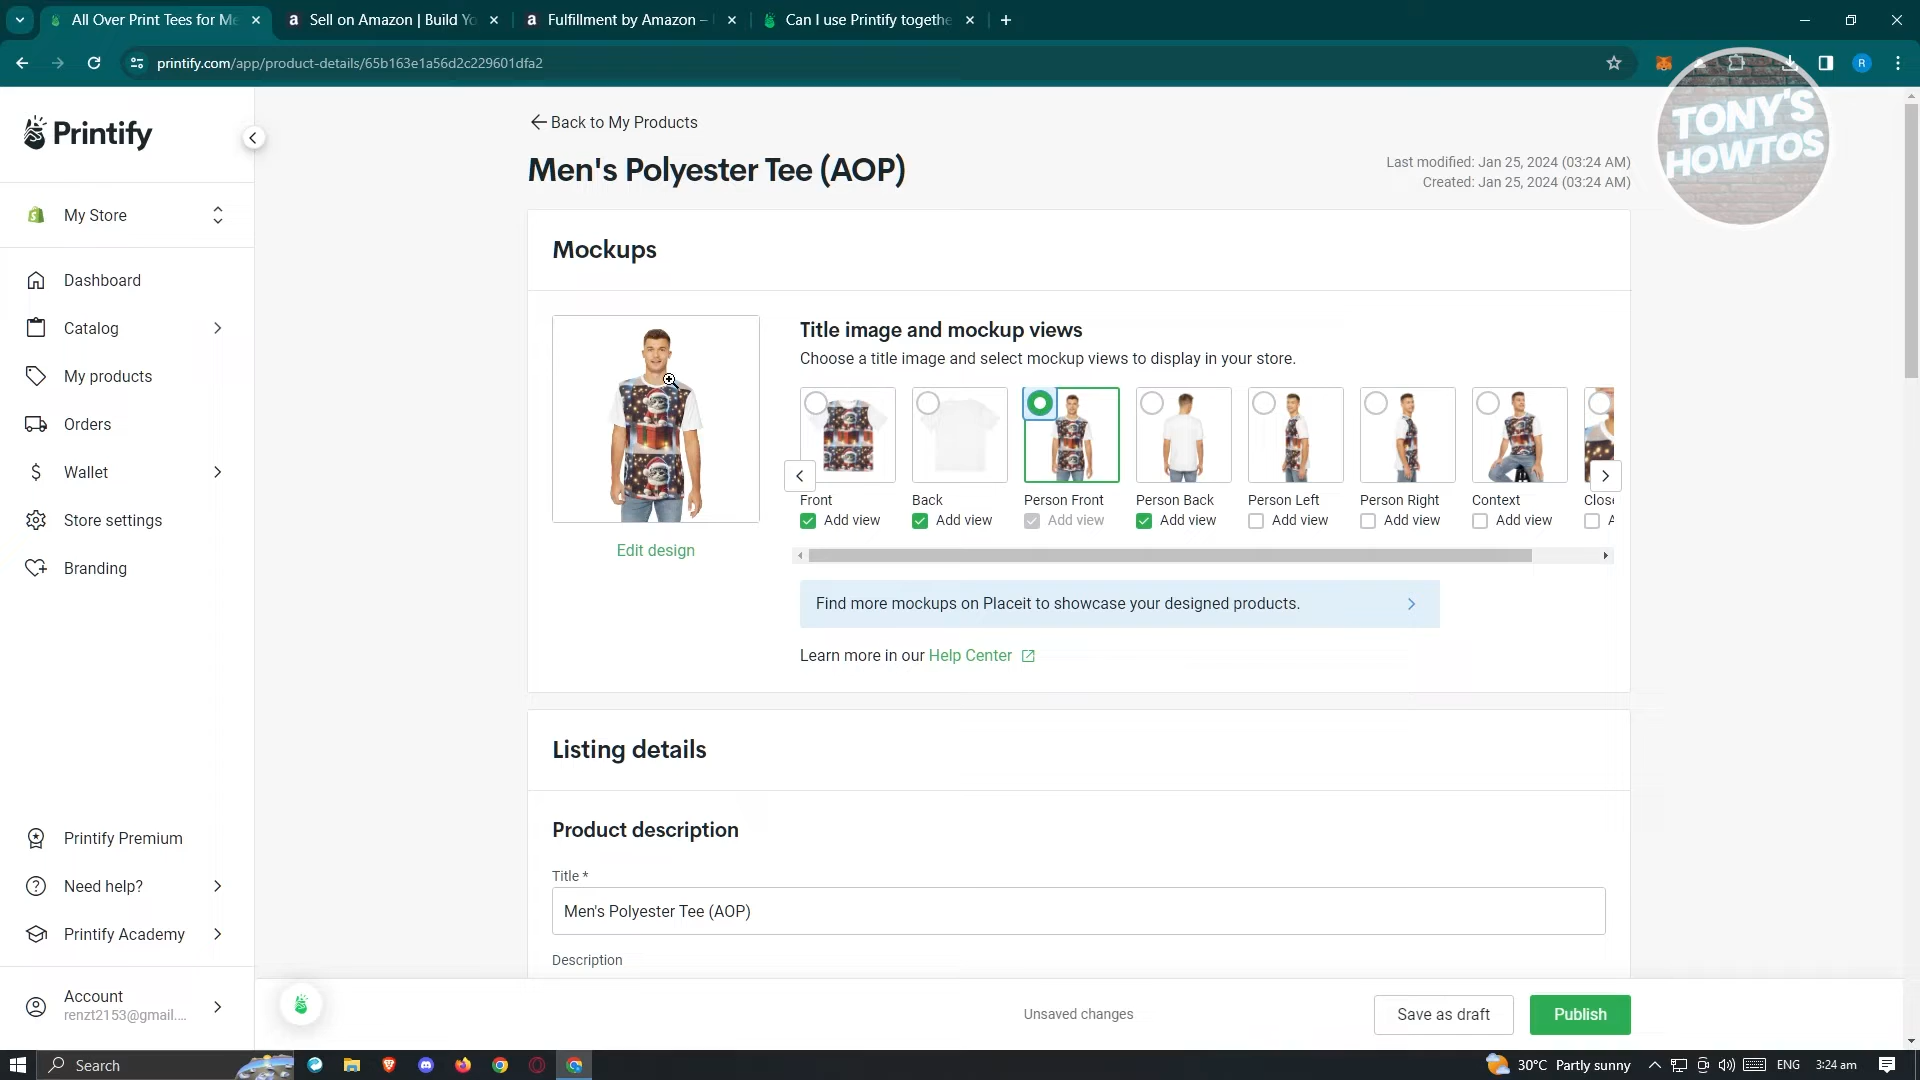 All Over Print Tees for Me
Sell on Amazon | Build Yo
Fulfillment by Amazon –
Can I use Printify togethe
printify.com/app/product-details/65b163e1a56d2c229601dfa2
R
TONY'S
HOWTOS
Printify
My Store
Dashboard
Catalog
My products
Orders
Wallet
Store settings
Branding
Printify Premium
Need help?
Printify Academy
Account
renzt2153@gmail....
Back to My Products
Men's Polyester Tee (AOP)
Last modified: Jan 25, 2024 (03:24 AM)
Created: Jan 25, 2024 (03:24 AM)
Mockups
Edit design
Title image and mockup views
Choose a title image and select mockup views to display in your store.
Front
Back
Person Front
Person Back
Person Left
Person Right
Context
Close
Add view
Add view
Add view
Add view
Add view
Add view
Add view
A
Find more mockups on Placeit to showcase your designed products.
Learn more in our Help Center
Listing details
Product description
Title *
Men's Polyester Tee (AOP)
Description
Unsaved changes
Save as draft
Publish
Search
30°C Partly sunny
ENG
3:24 am